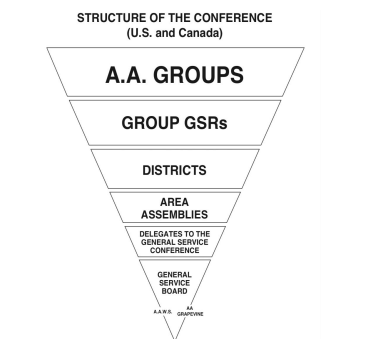 STRUCTURE OF THE CONFERENCE
(U.S. and Canada)
A.A. GROUPS
GROUP GSRs
DISTRICTS
AREA
ASSEMBLIES
DELEGATES TO THE
GENERAL SERVICE
CONFERENCE
GENERAL
SERVICE
BOARD
A.A.W.S.
AA
GRAPEVINE